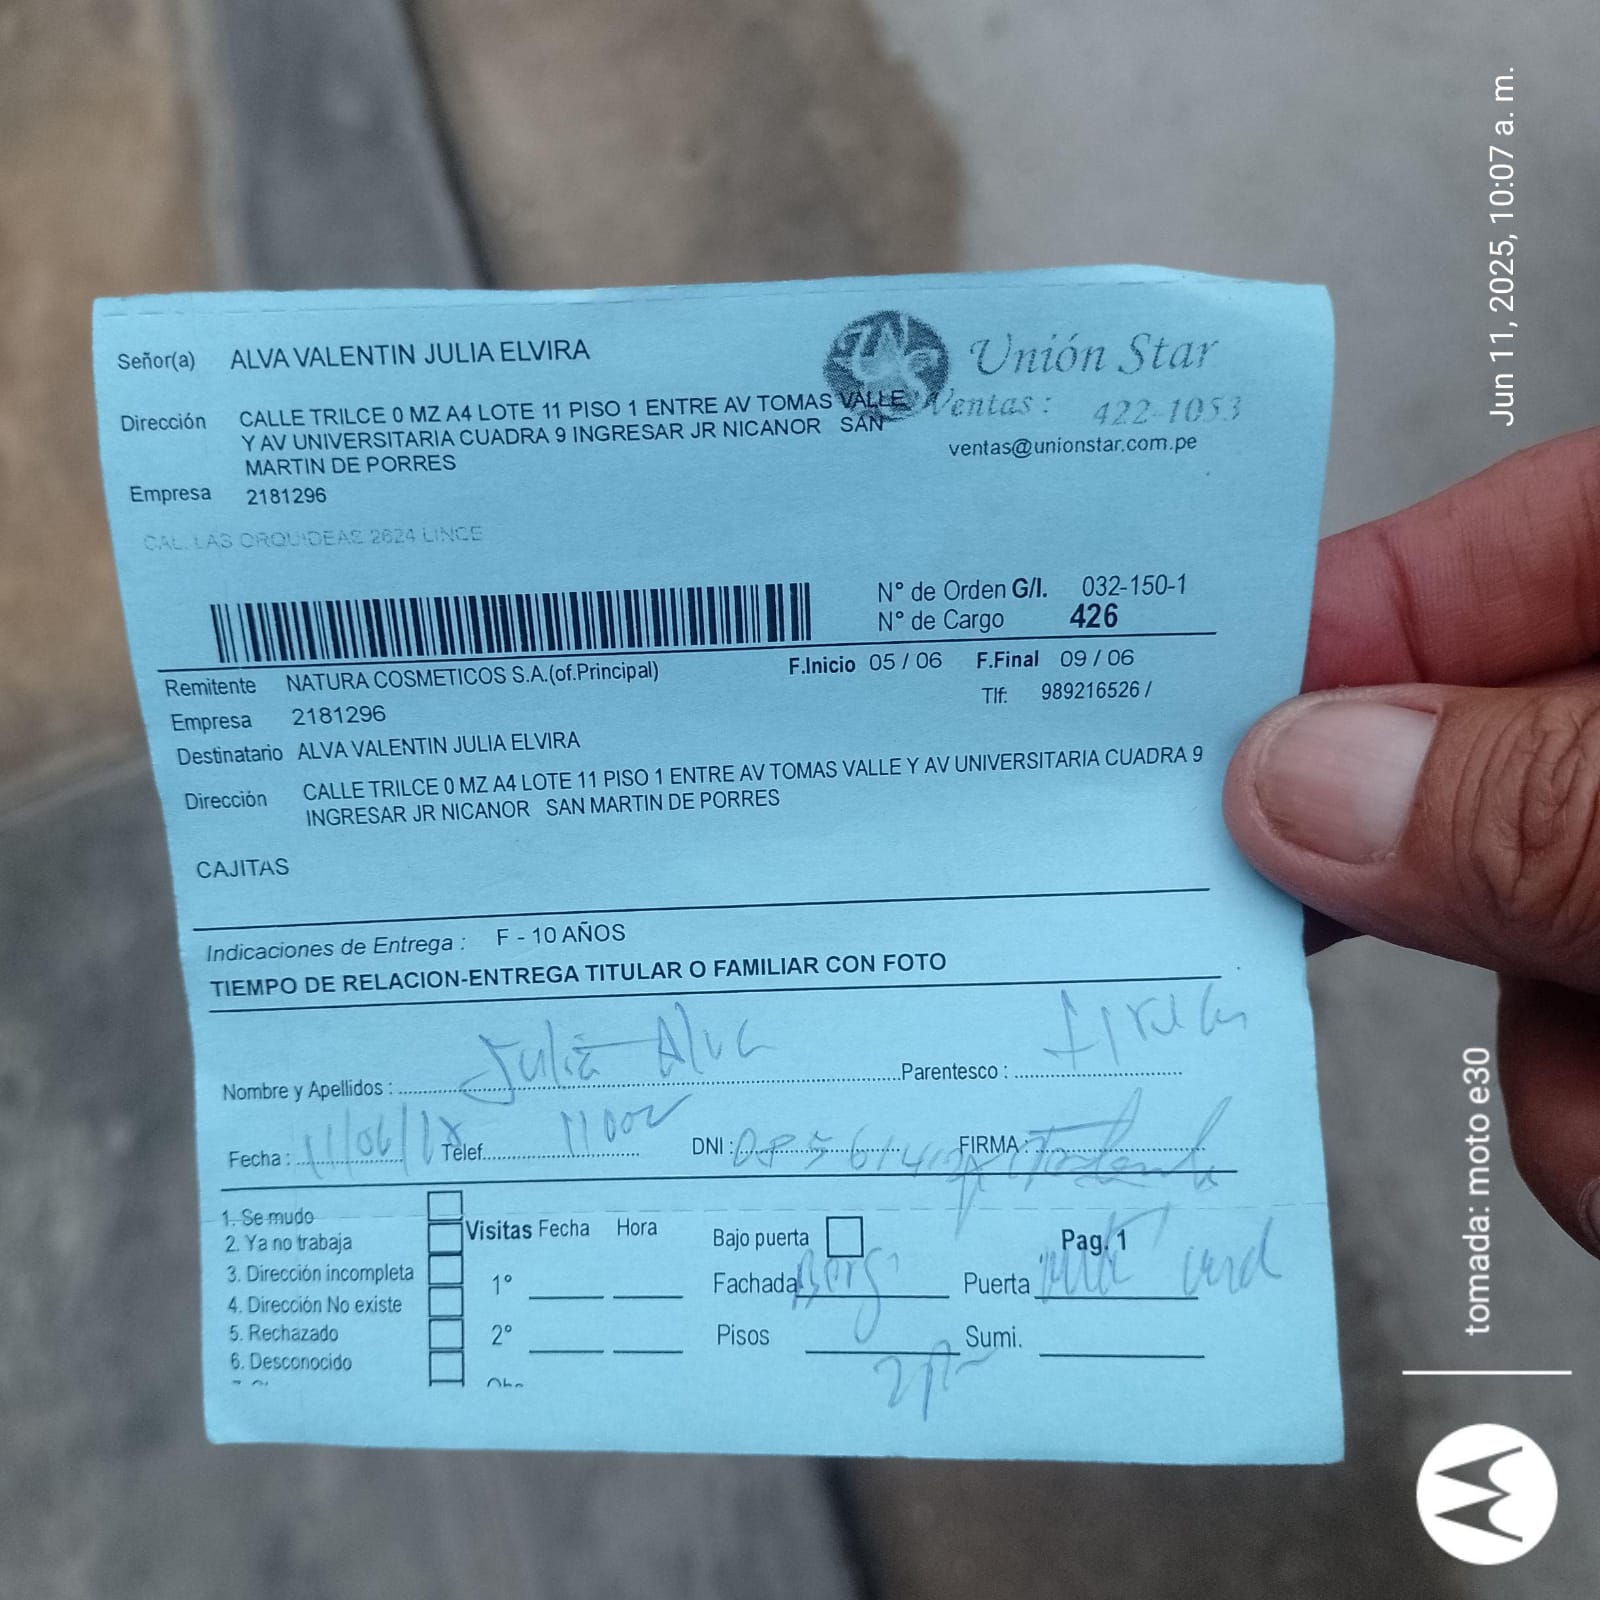 Señor(a) ALVA VALENTIN JULIA ELVIRA
Unión Star
Dirección CALLE TRILCE 0 MZ A4 LOTE 11 PISO 1 ENTRE AV TOMAS VALLE
Y AV UNIVERSITARIA CUADRA 9 INGRESAR JR NICANOR SAN
MARTIN DE PORRES
Ventas: 422-1053
ventas@unionstar.com.pe
Empresa 2181296
CAL. LAS ORQUIDEAS 2624 LINCE
N° de Orden G/I. 032-150-1
N° de Cargo 426
Remitente NATURA COSMETICOS S.A.(of.Principal)
F.Inicio 05 / 06 F.Final 09 / 06
Empresa 2181296
Tlf: 989216526 /
Destinatario ALVA VALENTIN JULIA ELVIRA
Dirección CALLE TRILCE 0 MZ A4 LOTE 11 PISO 1 ENTRE AV TOMAS VALLE Y AV UNIVERSITARIA CUADRA 9
INGRESAR JR NICANOR SAN MARTIN DE PORRES
CAJITAS
Indicaciones de Entrega : F - 10 AÑOS
TIEMPO DE RELACION-ENTREGA TITULAR O FAMILIAR CON FOTO
Nombre y Apellidos : Julia Alva Parentesco :
Fecha : Telef. DNI : FIRMA :
1. Se mudo
2. Ya no trabaja
3. Dirección incompleta
4. Dirección No existe
5. Rechazado
6. Desconocido
Visitas Fecha Hora
1°
2°
Bajo puerta Pag. 1
Fachada Puerta
Pisos Sumi.
Jun 11, 2025, 10:07 a. m.
tomada: moto e30